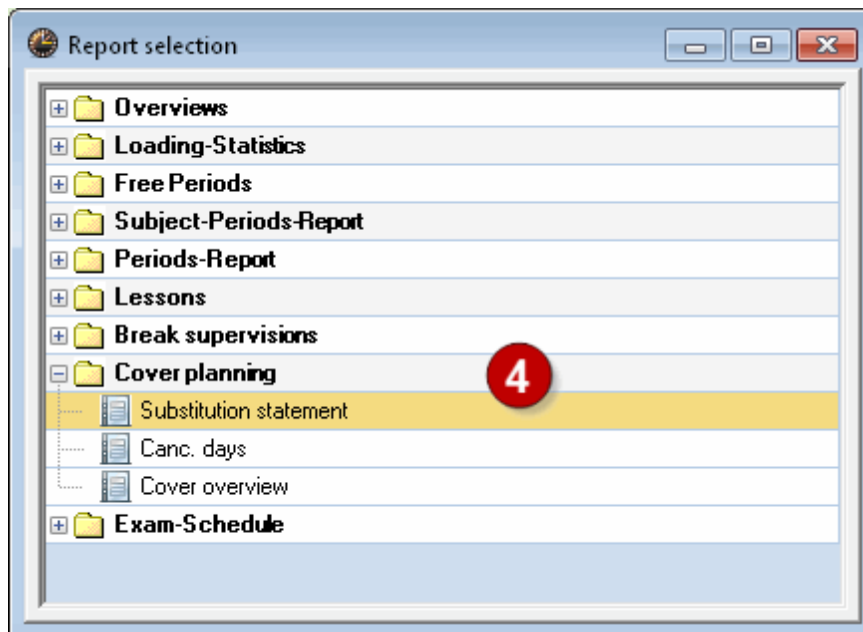 Report selection
Overviews
Loading-Statistics
Free Periods
Subject-Periods-Report
Periods-Report
Lessons
Break supervisions
Cover planning
4
Substitution statement
Canc. days
Cover overview
Exam-Schedule